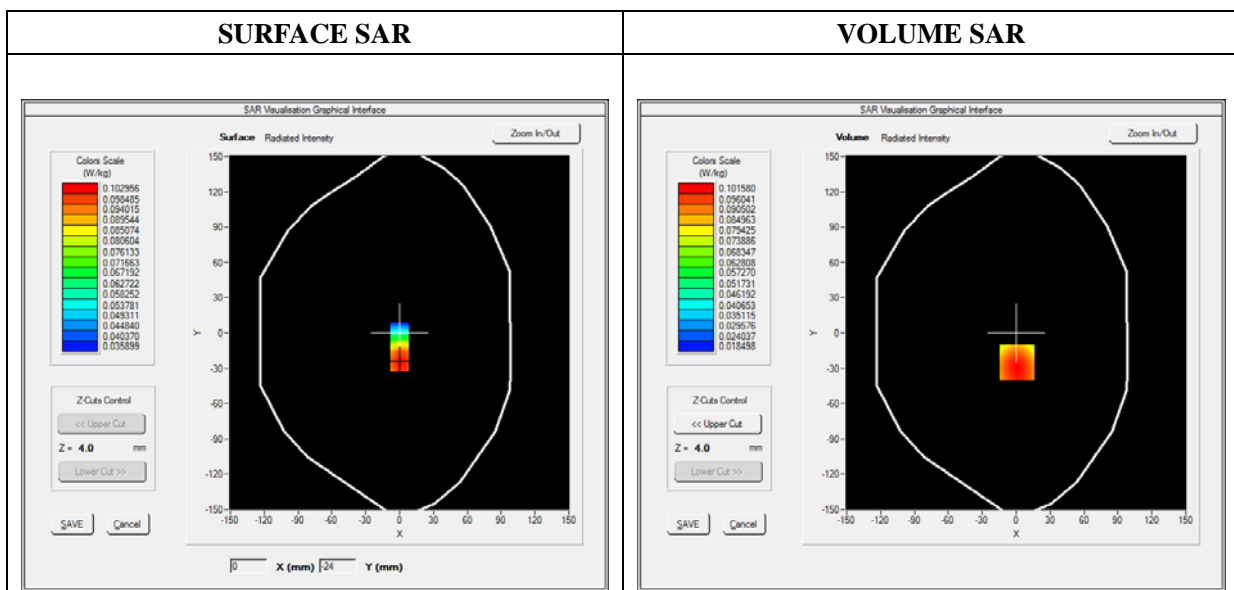 SURFACE SAR
VOLUME SAR
SAR Visualisation Graphical Interface
Surface Radiated Intensity
Zoom In/Out
Colors Scale
(W/kg)
0.102956
0.098485
0.094015
0.089544
0.085074
0.080604
0.076133
0.071663
0.067192
0.062722
0.058252
0.053781
0.049311
0.044840
0.040370
0.035899
150
120
90
60
30
0
-30
-60
-90
-120
-150
Y
-150 -120 -90 -60 -30 0 30 60 90 120 150
X
Z-Cuts Control
<< Upper Cut
Z = 4.0 mm
Lower Cut >>
SAVE Cancel
0 X (mm) -24 Y (mm)
SAR Visualisation Graphical Interface
Volume Radiated Intensity
Zoom In/Out
Colors Scale
(W/kg)
0.101580
0.096041
0.090502
0.084963
0.079425
0.073886
0.068347
0.062808
0.057270
0.051731
0.046192
0.040653
0.035115
0.029576
0.024037
0.018498
150
120
90
60
30
0
-30
-60
-90
-120
-150
Y
-150 -120 -90 -60 -30 0 30 60 90 120 150
X
Z-Cuts Control
<< Upper Cut
Z = 4.0 mm
Lower Cut >>
SAVE Cancel